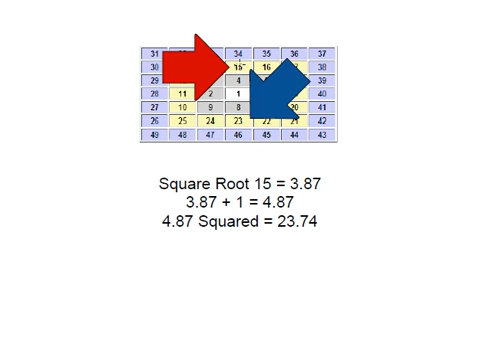 31 34 35 36 37
30 15 16 38
29 4 39
28 11 2 1 40
27 10 9 8 20 41
26 25 24 23 22 21 42
49 48 47 46 45 44 43
Square Root 15 = 3.87
3.87 + 1 = 4.87
4.87 Squared = 23.74